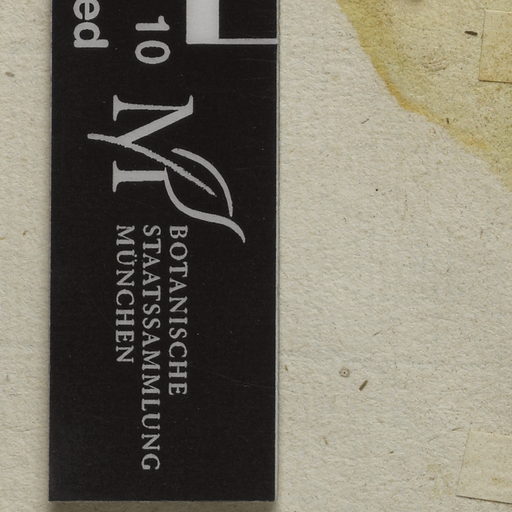 ed
10
M
BOTANISCHE
STAATSSAMMLUNG
MÜNCHEN